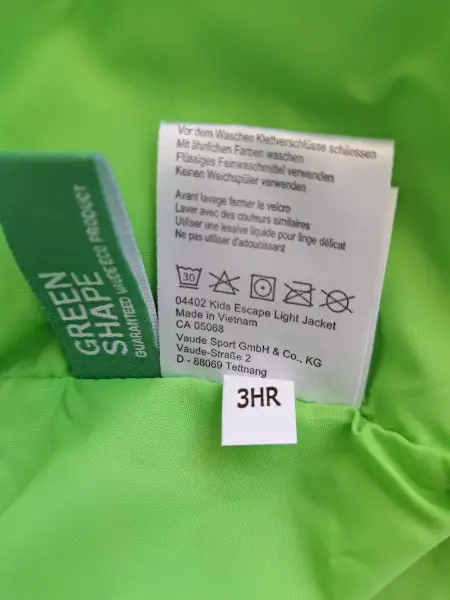 GREEN
SHAPE
GUARANTEED VAUDE ECO PRODUCT
Vor dem Waschen Klettverschlüsse schliessen
Mit ähnlichen Farben waschen
Flüssiges Feinwaschmittel verwenden
Keinen Weichspüler verwenden
Avant lavage fermer le velcro
Laver avec des couleurs similaires
Utiliser une lessive liquide pour linge délicat
Ne pas utiliser d'adoucissant
30
04402 Kids Escape Light Jacket
Made in Vietnam
CA 05068
Vaude Sport GmbH & Co., KG
Vaude-Straße 2
D - 88069 Tettnang
3HR